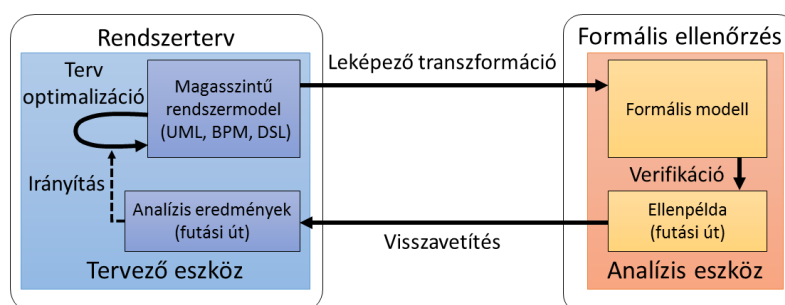 Rendszerterv
Terv
optimalizáció
Magasszintű
rendszermodel
(UML, BPM, DSL)
Irányítás
Analízis eredmények
(futási út)
Tervező eszköz
Leképező transzformáció
Visszavetítés
Formális ellenőrzés
Formális modell
Verifikáció
Ellenpélda
(futási út)
Analízis eszköz